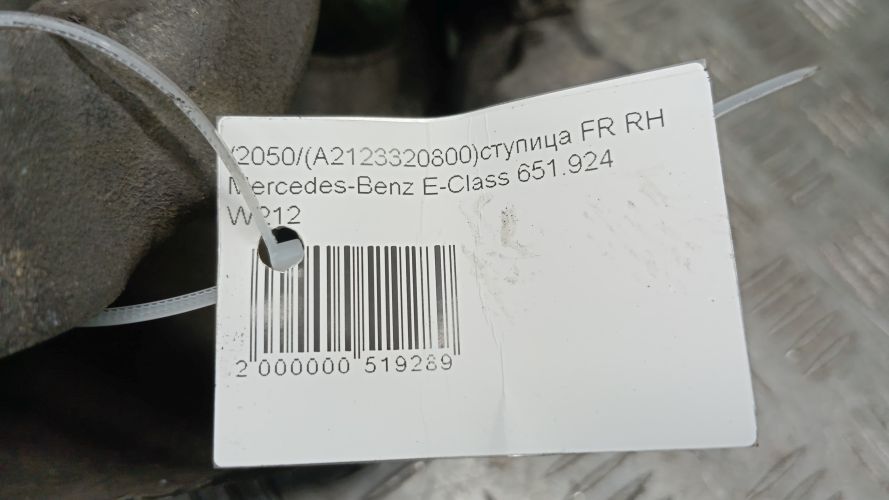 /2050/(A2123320800)ступица FR RH
Mercedes-Benz E-Class 651.924
W212
2 000000 519289